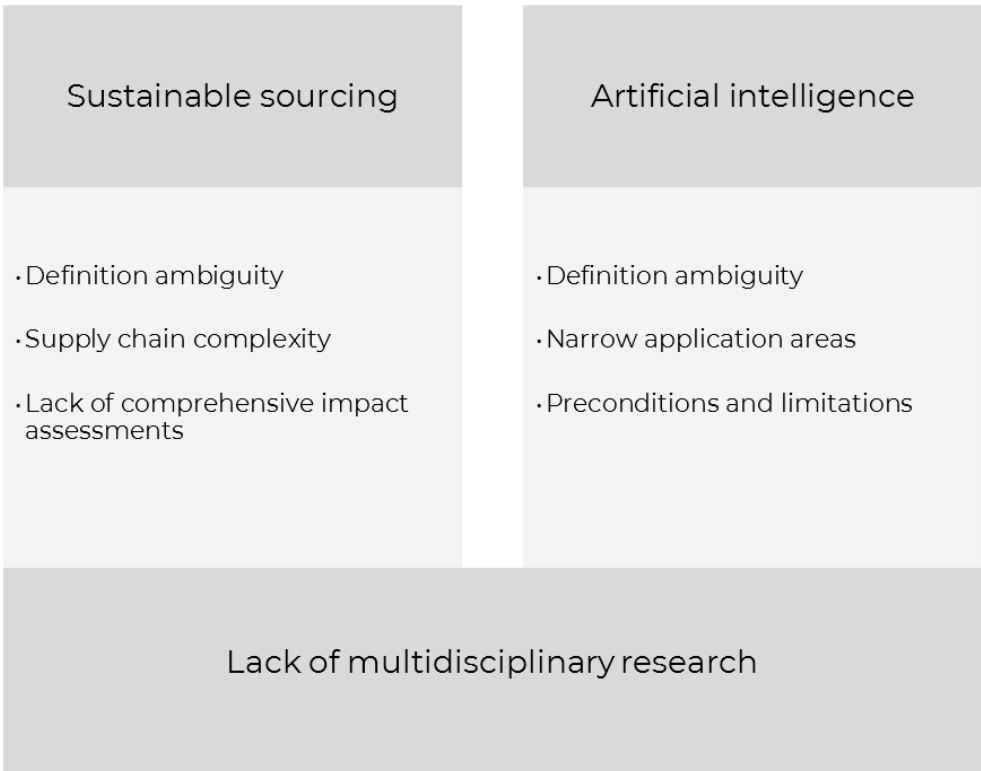 Sustainable sourcing
· Definition ambiguity
· Supply chain complexity
· Lack of comprehensive impact
assessments
Artificial intelligence
· Definition ambiguity
· Narrow application areas
· Preconditions and limitations
Lack of multidisciplinary research